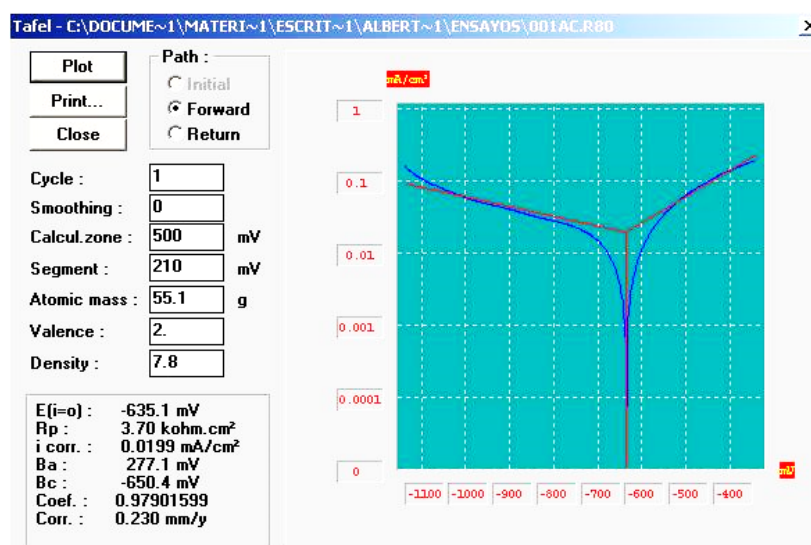 Tafel - C:\DOCUME~1\MATERI~1\ESCRIT~1\ALBERT~1\ENSAYOS\001AC.R80
Plot
Print...
Close
Path :
Initial
Forward
Return
Cycle : 1
Smoothing : 0
Calcul.zone : 500 mV
Segment : 210 mV
Atomic mass : 55.1 g
Valence : 2.
Density : 7.8
E(i=o) : -635.1 mV
Rp : 3.70 kohm.cm²
i corr. : 0.0199 mA/cm²
Ba : 277.1 mV
Bc : -650.4 mV
Coef. : 0.97901599
Corr. : 0.230 mm/y
mA/cm²
1
0.1
0.01
0.001
0.0001
0
mV
-1100 -1000 -900 -800 -700 -600 -500 -400